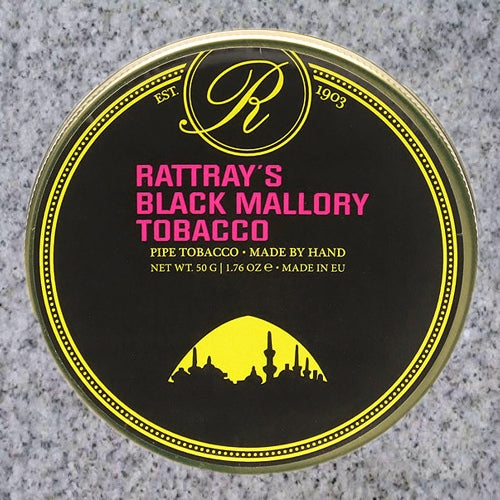 R
EST. 1903
RATTRAY'S
BLACK MALLORY
TOBACCO
PIPE TOBACCO • MADE BY HAND
NET WT. 50 G | 1.76 OZ ℮ • MADE IN EU